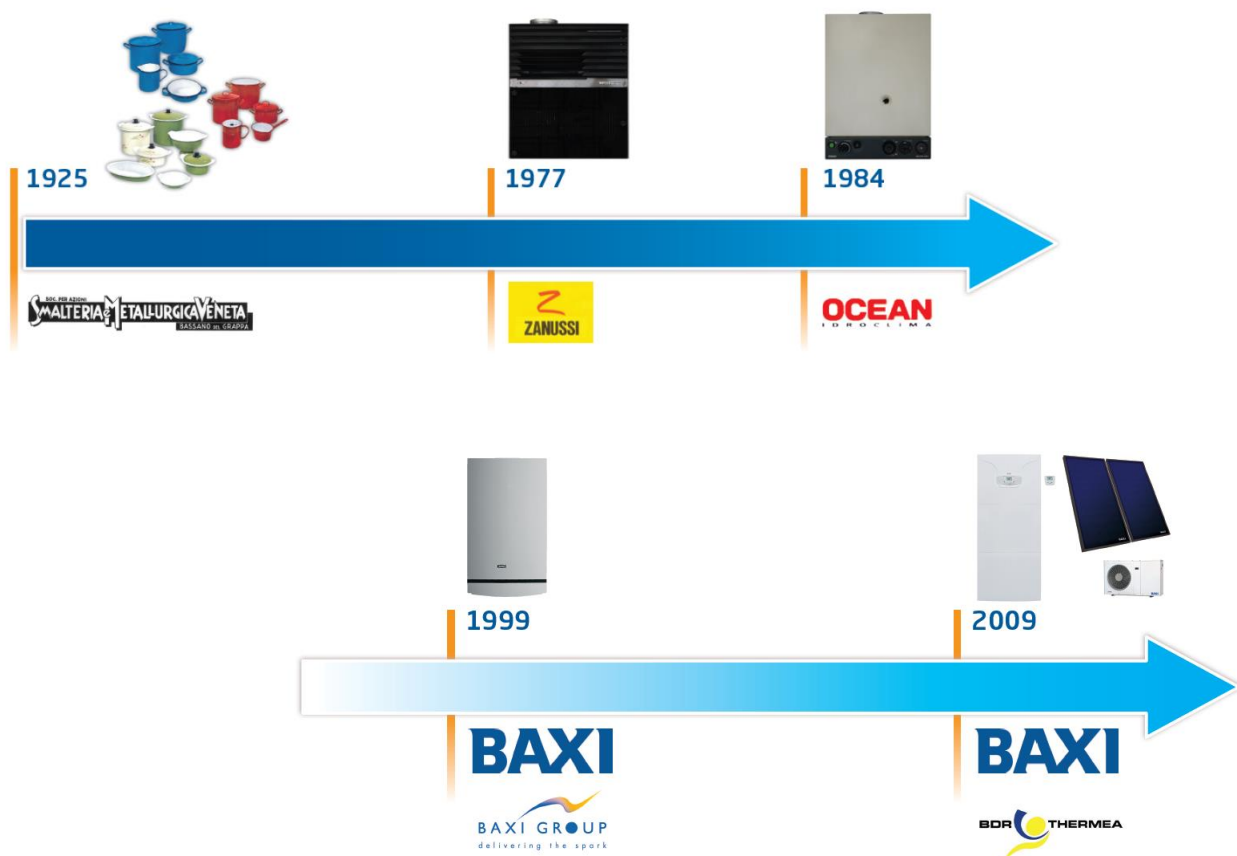 1925
1977
1984
SOC. PER AZIONI
SMALTERIA e METALLURGICA VENETA
BASSANO DEL GRAPPA
ZANUSSI
OCEAN
IDROCLIMA
1999
2009
BAXI
BAXI
BAXI GROUP
delivering the spark
BDR THERMEA